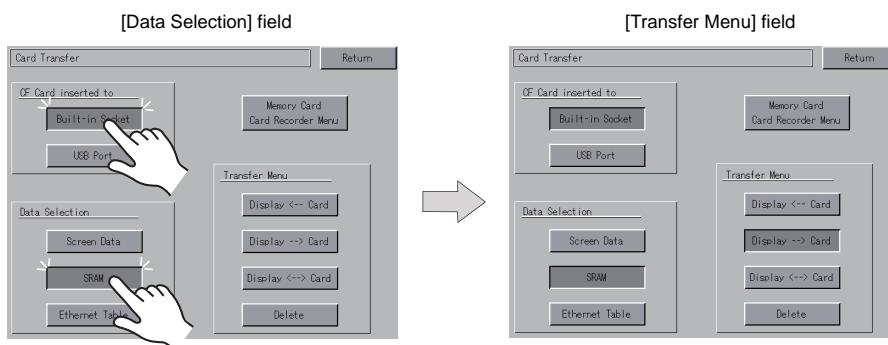 [Data Selection] field
Card Transfer
Return
CF Card inserted to
Built-in Socket
USB Port
Memory Card
Card Recorder Menu
Data Selection
Screen Data
SRAM
Ethernet Table
Transfer Menu
Display <-- Card
Display --> Card
Display <--> Card
Delete
[Transfer Menu] field
Card Transfer
Return
CF Card inserted to
Built-in Socket
USB Port
Memory Card
Card Recorder Menu
Data Selection
Screen Data
SRAM
Ethernet Table
Transfer Menu
Display <-- Card
Display --> Card
Display <--> Card
Delete